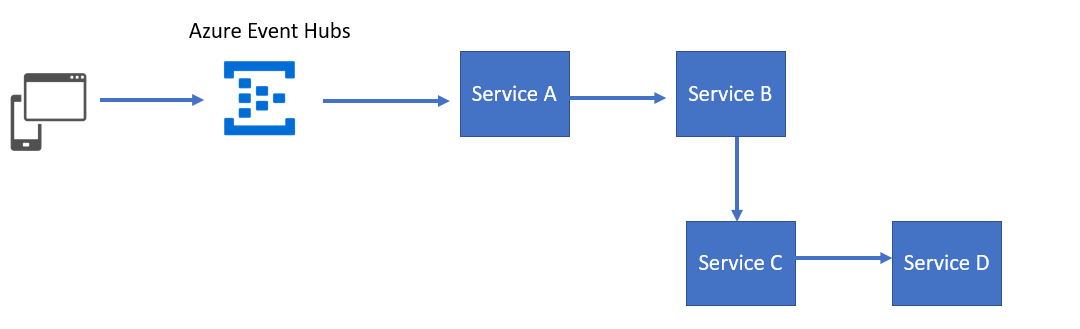 Azure Event Hubs
Service A
Service B
Service C
Service D